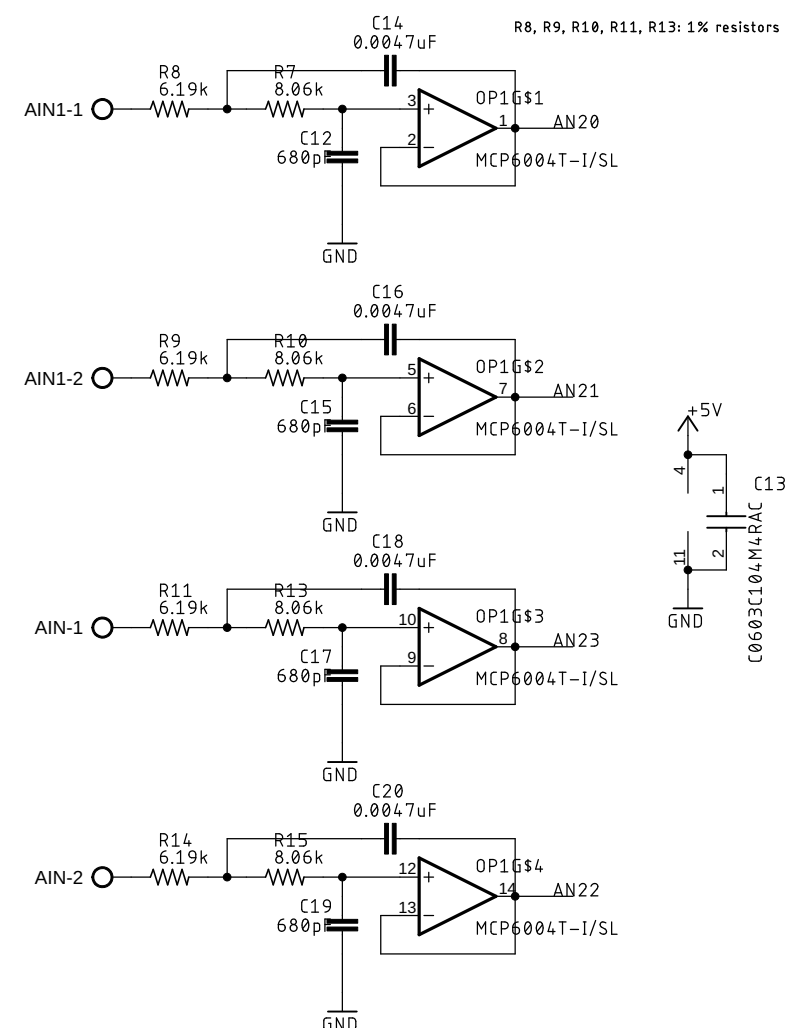 R8, R9, R10, R11, R13: 1% resistors
C14
0.0047uF
R8
6.19k
R7
8.06k
AIN1-1
3
+
OP1G$1
1
AN20
C12
680pF
2
−
MCP6004T-I/SL
GND
C16
0.0047uF
R9
6.19k
R10
8.06k
AIN1-2
5
+
OP1G$2
7
AN21
C15
680pF
6
−
MCP6004T-I/SL
GND
+5V
4
1
C13
C0603C104M4RAC
11
2
GND
C18
0.0047uF
R11
6.19k
R13
8.06k
AIN-1
10
+
OP1G$3
8
AN23
C17
680pF
9
−
MCP6004T-I/SL
GND
C20
0.0047uF
R14
6.19k
R15
8.06k
AIN-2
12
+
OP1G$4
14
AN22
C19
680pF
13
−
MCP6004T-I/SL
GND